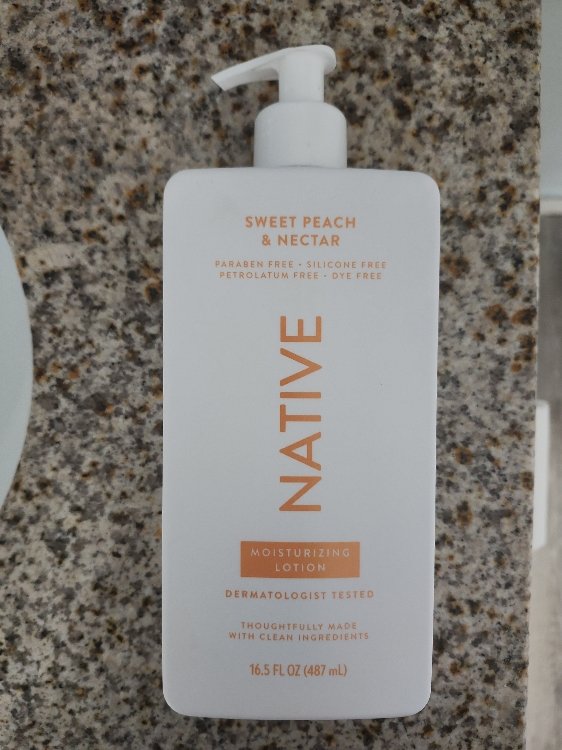 SWEET PEACH
& NECTAR
PARABEN FREE • SILICONE FREE
PETROLATUM FREE • DYE FREE
NATIVE
MOISTURIZING
LOTION
DERMATOLOGIST TESTED
THOUGHTFULLY MADE
WITH CLEAN INGREDIENTS
16.5 FL OZ (487 mL)